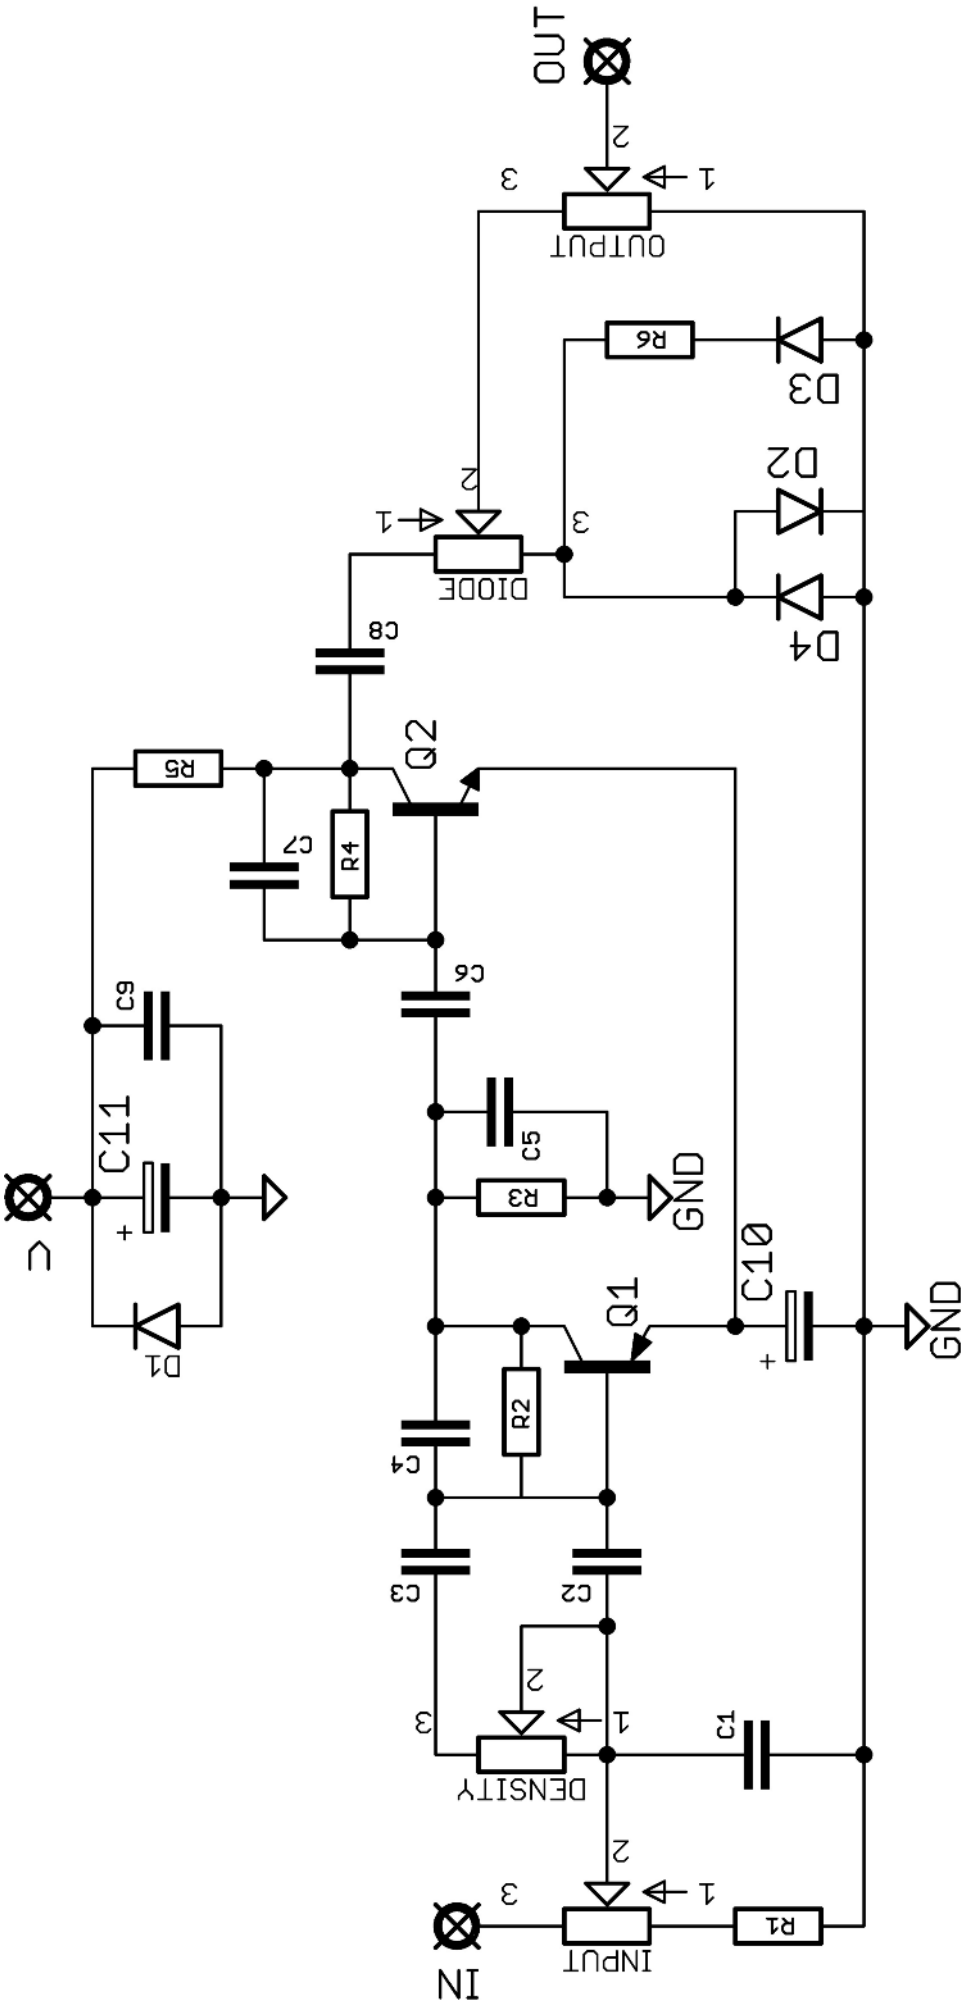 OUT
2
3
1
OUTPUT
R6
D3
D2
2
1
3
DIODE
D4
C8
Q2
R5
C7
R4
C6
C9
C11
+
V
D1
C5
R3
GND
Q1
C10
+
GND
R2
C4
C3
C2
2
3
1
DENSITY
C1
2
3
1
INPUT
R1
IN